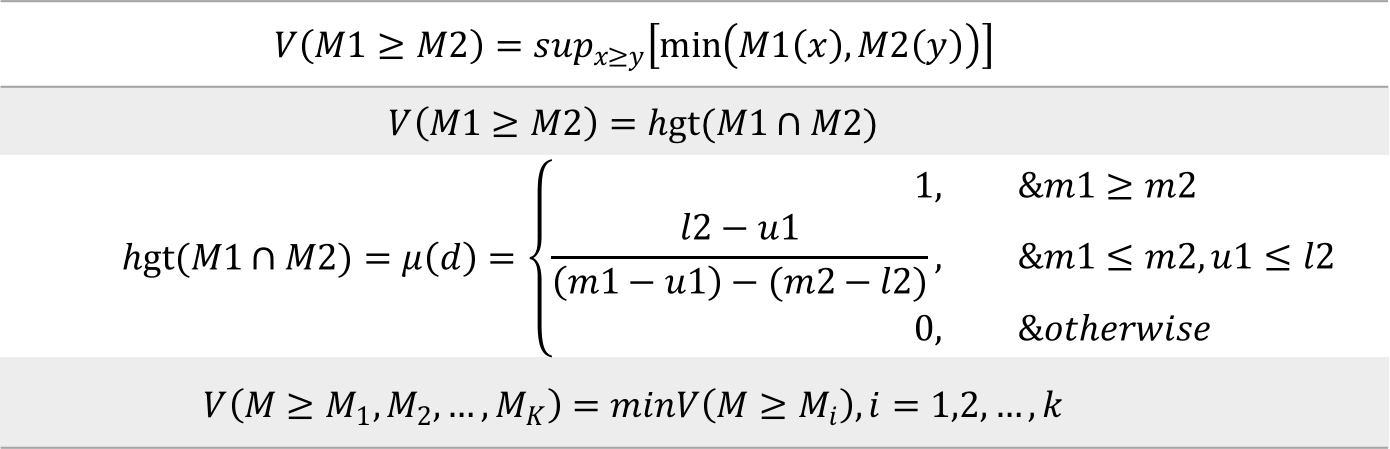 V(M1 ≥ M2) = sup_{x≥y}[min(M1(x), M2(y))]
V(M1 ≥ M2) = hgt(M1 ∩ M2)
hgt(M1 ∩ M2) = μ(d) = { 1, &m1 ≥ m2
(l2 − u1) / ((m1 − u1) − (m2 − l2)), &m1 ≤ m2, u1 ≤ l2
0, &otherwise
V(M ≥ M_1, M_2, …, M_K) = minV(M ≥ M_i), i = 1,2, …, k